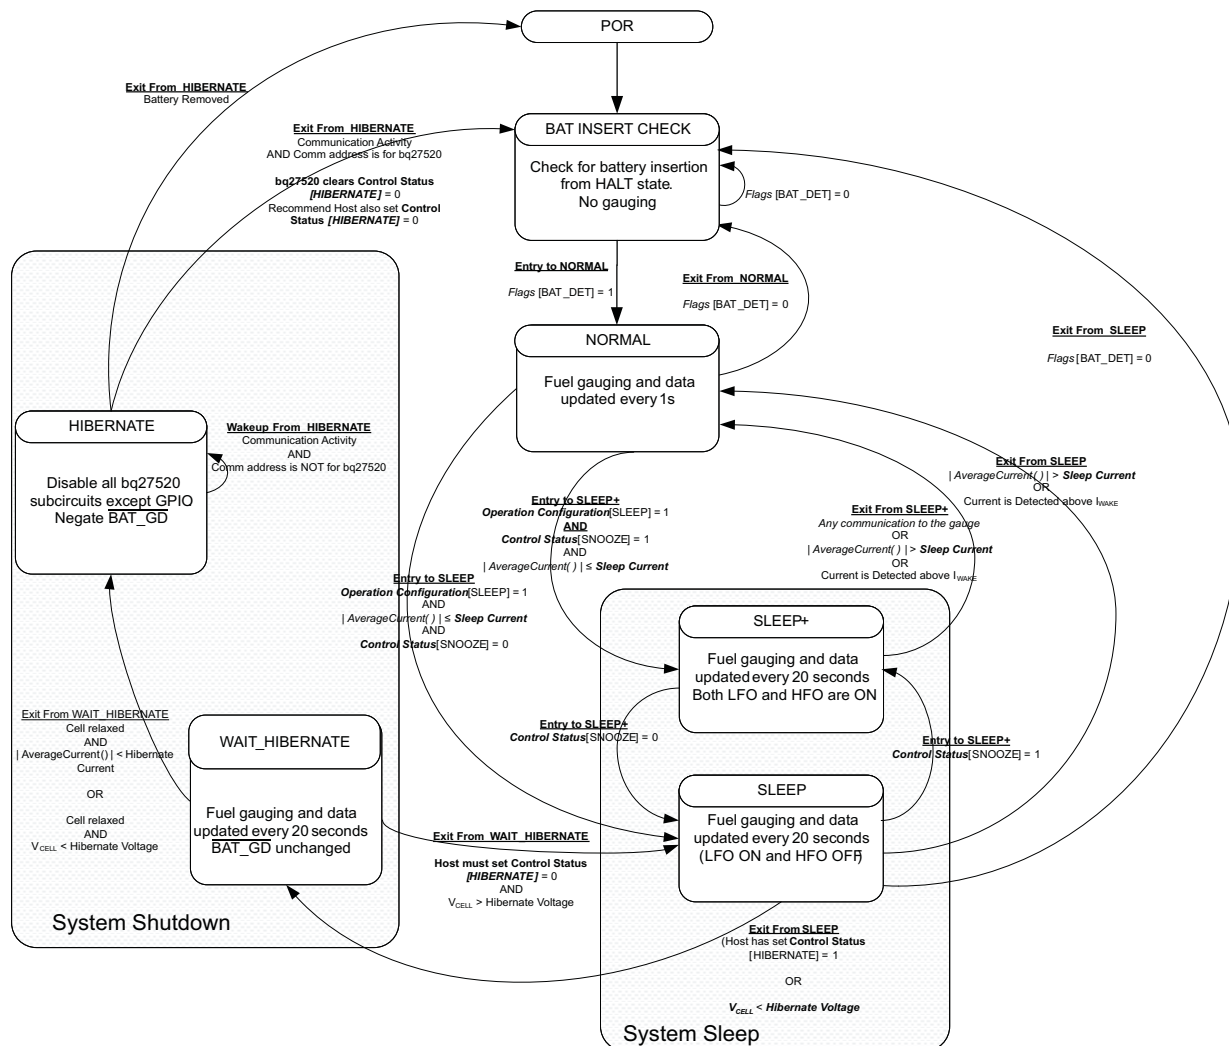 POR
Exit From HIBERNATE
Battery Removed
Exit From HIBERNATE
Communication Activity
AND Comm address is for bq27520
bq27520 clears Control Status
[HIBERNATE] = 0
Recommend Host also set Control
Status [HIBERNATE] = 0
BAT INSERT CHECK
Check for battery insertion
from HALT state.
No gauging
Flags [BAT_DET] = 0
Entry to NORMAL
Flags [BAT_DET] = 1
Exit From NORMAL
Flags [BAT_DET] = 0
Exit From SLEEP
Flags [BAT_DET] = 0
NORMAL
Fuel gauging and data
updated every 1s
HIBERNATE
Disable all bq27520
subcircuits except GPIO
Negate BAT_GD
Wakeup From HIBERNATE
Communication Activity
AND
Comm address is NOT for bq27520
Exit From SLEEP
| AverageCurrent( ) | > Sleep Current
OR
Current is Detected above IWAKE
Entry to SLEEP+
Operation Configuration[SLEEP] = 1
AND
Control Status[SNOOZE] = 1
AND
| AverageCurrent( ) | ≤ Sleep Current
Exit From SLEEP+
Any communication to the gauge
OR
| AverageCurrent( ) | > Sleep Current
OR
Current is Detected above IWAKE
Entry to SLEEP
Operation Configuration[SLEEP] = 1
AND
| AverageCurrent( ) | ≤ Sleep Current
AND
Control Status[SNOOZE] = 0
SLEEP+
Fuel gauging and data
updated every 20 seconds
Both LFO and HFO are ON
Exit From WAIT_HIBERNATE
Cell relaxed
AND
| AverageCurrent() | < Hibernate
Current
OR
Cell relaxed
AND
VCELL < Hibernate Voltage
WAIT_HIBERNATE
Fuel gauging and data
updated every 20 seconds
BAT_GD unchanged
Entry to SLEEP+
Control Status[SNOOZE] = 0
Entry to SLEEP+
Control Status[SNOOZE] = 1
SLEEP
Fuel gauging and data
updated every 20 seconds
(LFO ON and HFO OFF)
Exit From WAIT_HIBERNATE
Host must set Control Status
[HIBERNATE] = 0
AND
VCELL > Hibernate Voltage
System Shutdown
Exit From SLEEP
(Host has set Control Status
[HIBERNATE] = 1
OR
VCELL < Hibernate Voltage
System Sleep